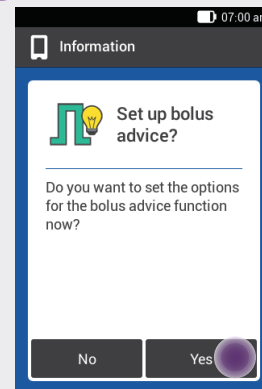 07:00 am
Information
Set up bolus
advice?
Do you want to set the options
for the bolus advice function
now?
No
Yes